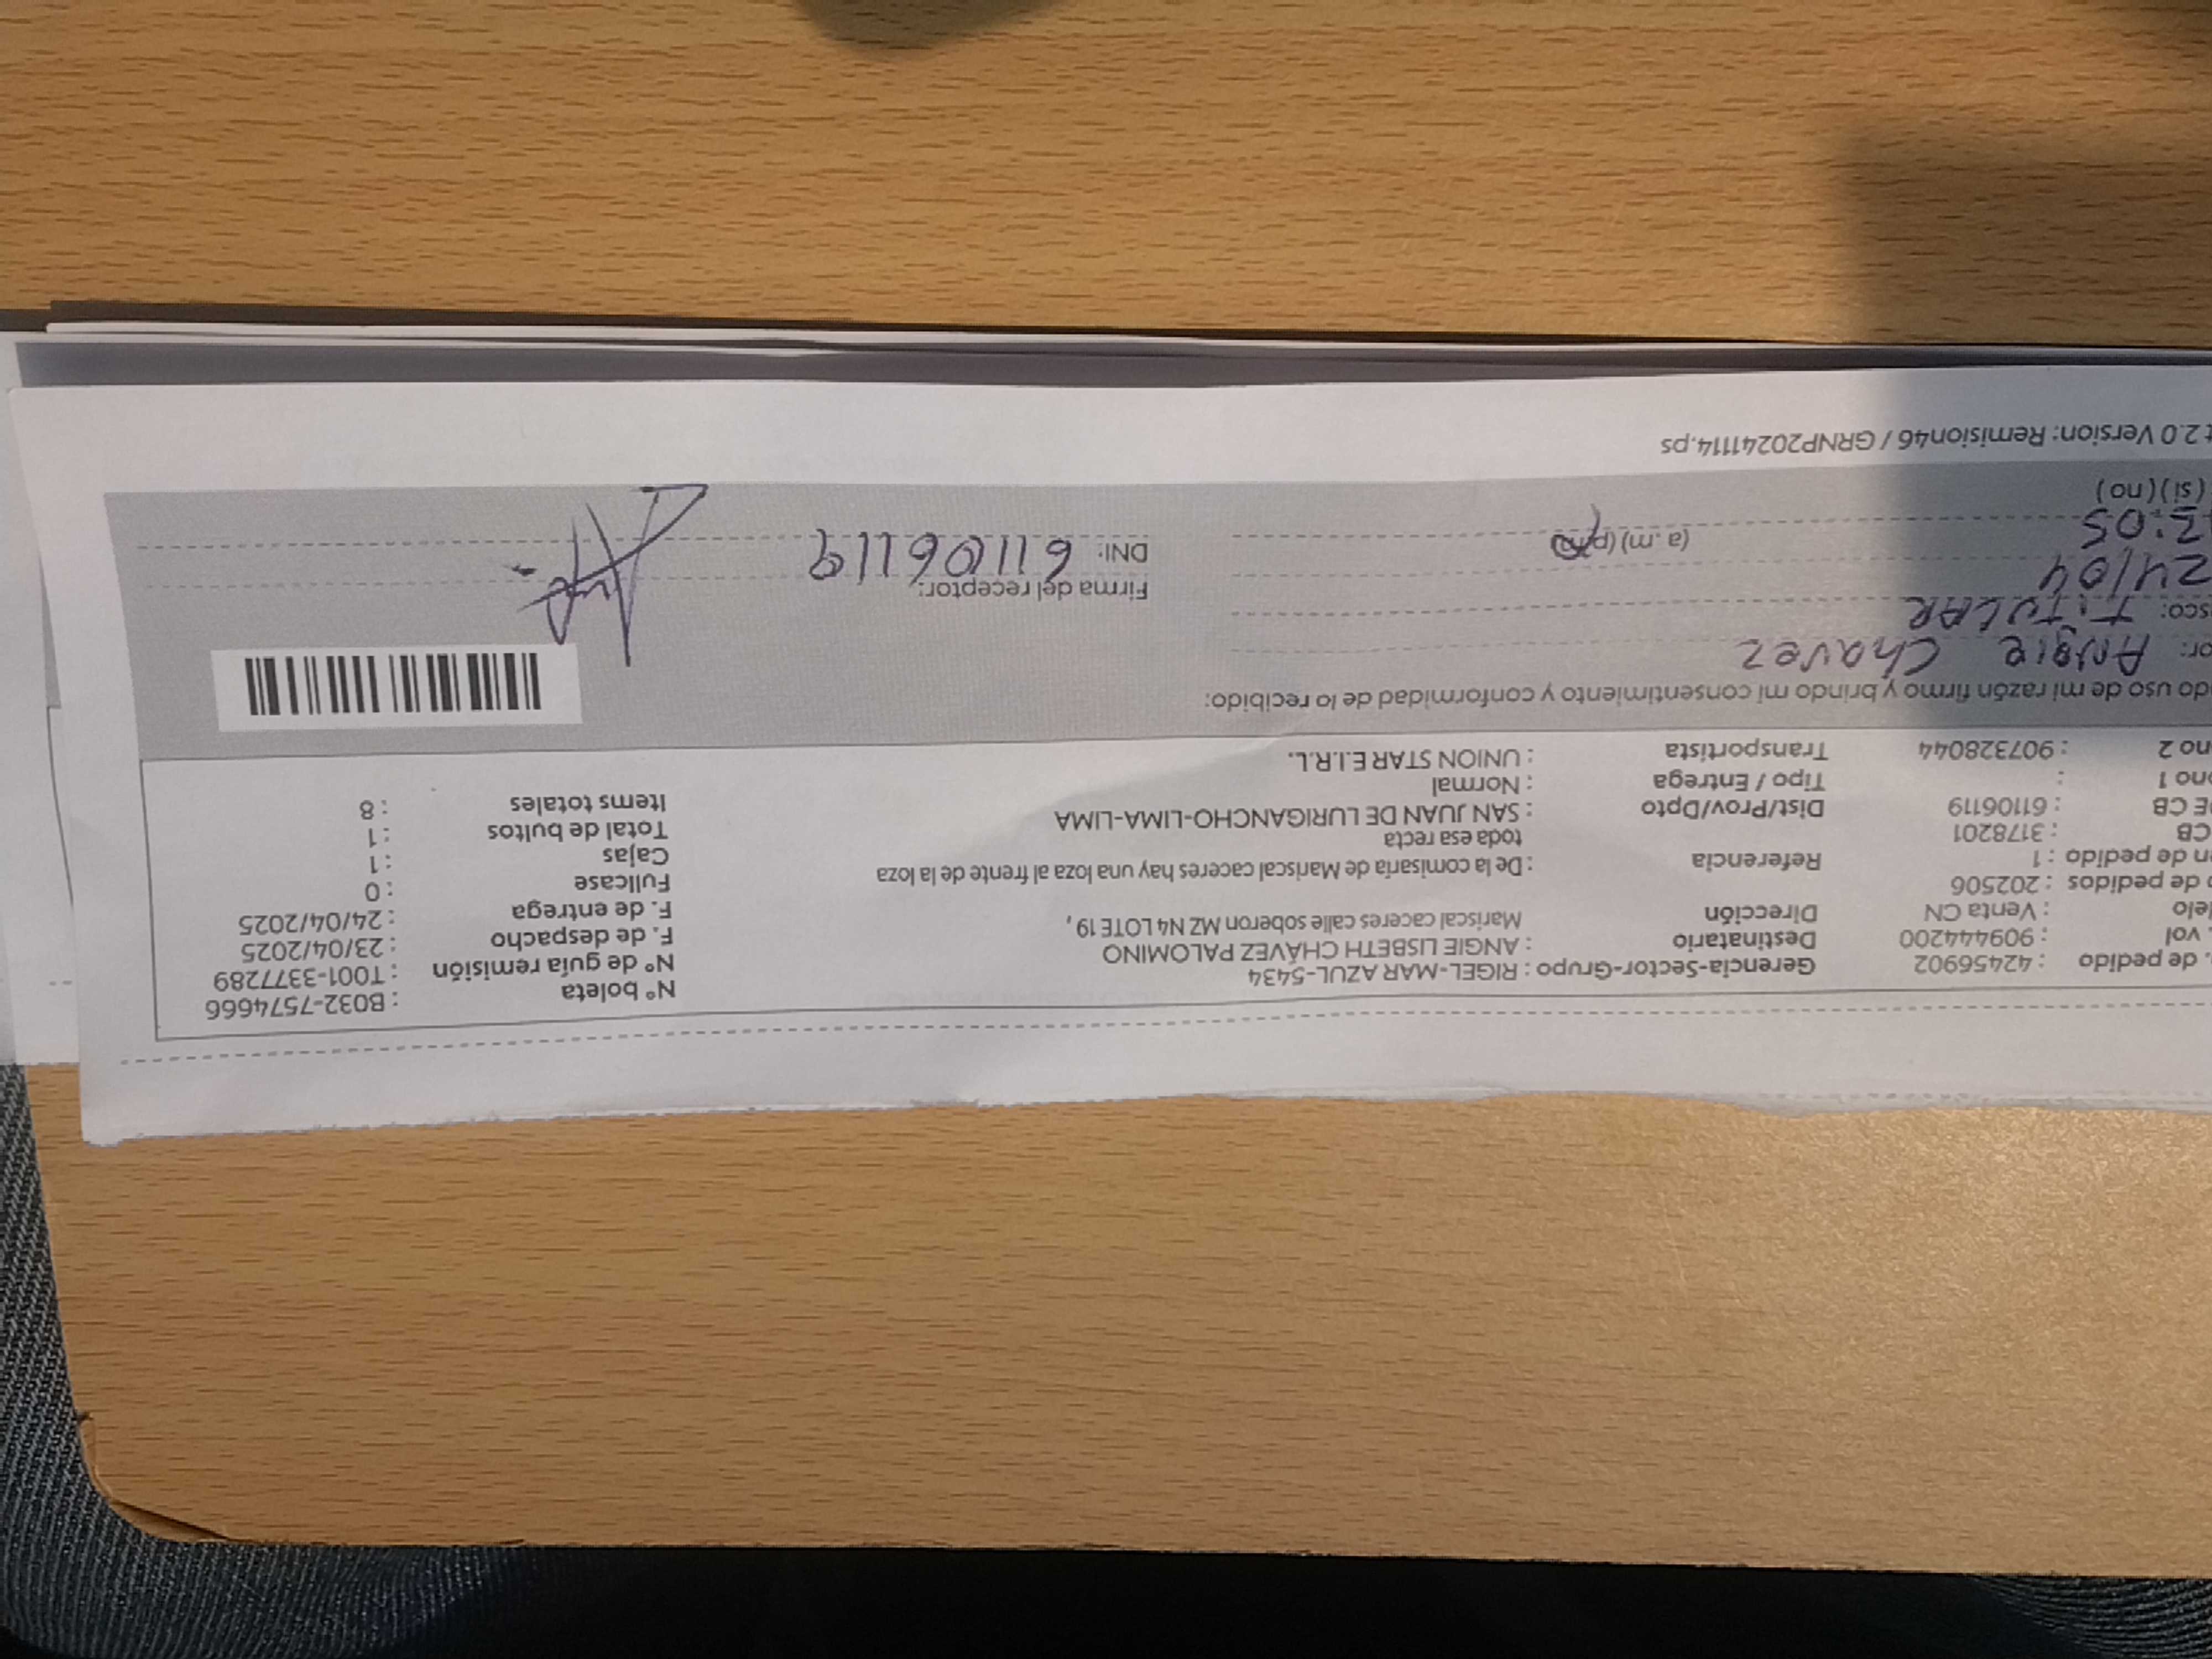 . de pedido : 42456902 Gerencia-Sector-Grupo : RIGEL-MAR AZUL-5434 N° boleta : B032-7574666
. vol : 909444200 Destinatario : ANGIE LISBETH CHÁVEZ PALOMINO N° de guía remisión : T001-3377289
delo : Venta CN Dirección Mariscal caceres calle soberon MZ N4 LOTE 19 , F. de despacho : 23/04/2025
de pedidos : 202506 F. de entrega : 24/04/2025
n de pedido : 1 Referencia : De la comisaria de Mariscal caceres hay una loza al frente de la loza Fullcase : 0
CB : 3178201 toda esa recta Cajas : 1
E CB : 61106119 Dist/Prov/Dpto : SAN JUAN DE LURIGANCHO-LIMA-LIMA Total de bultos : 1
ono 1 : Tipo / Entrega : Normal Items totales : 8
no 2 : 907328044 Transportista : UNION STAR E.I.R.L.
do uso de mi razón firmo y brindo mi consentimiento y conformidad de lo recibido:
or: Angie Chavez
sco: TiTULAR Firma del receptor:
24/04 DNI: 61106119
3:05 (a.m) (p.m)
(si) (no)
t 2.0 Version: Remision46 / GRNP20241114.ps